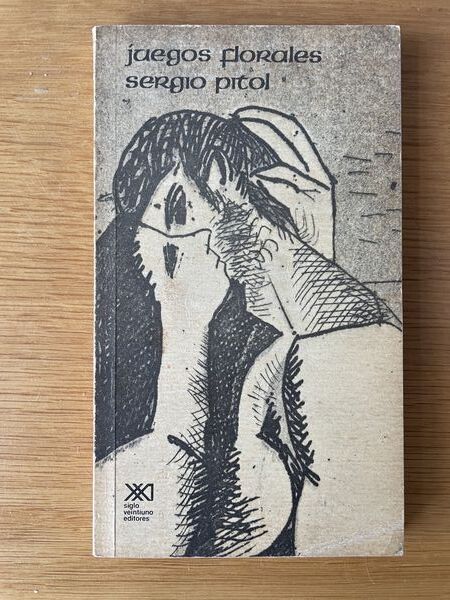 juegos florales
sergio pitol
siglo
veintiuno
editores